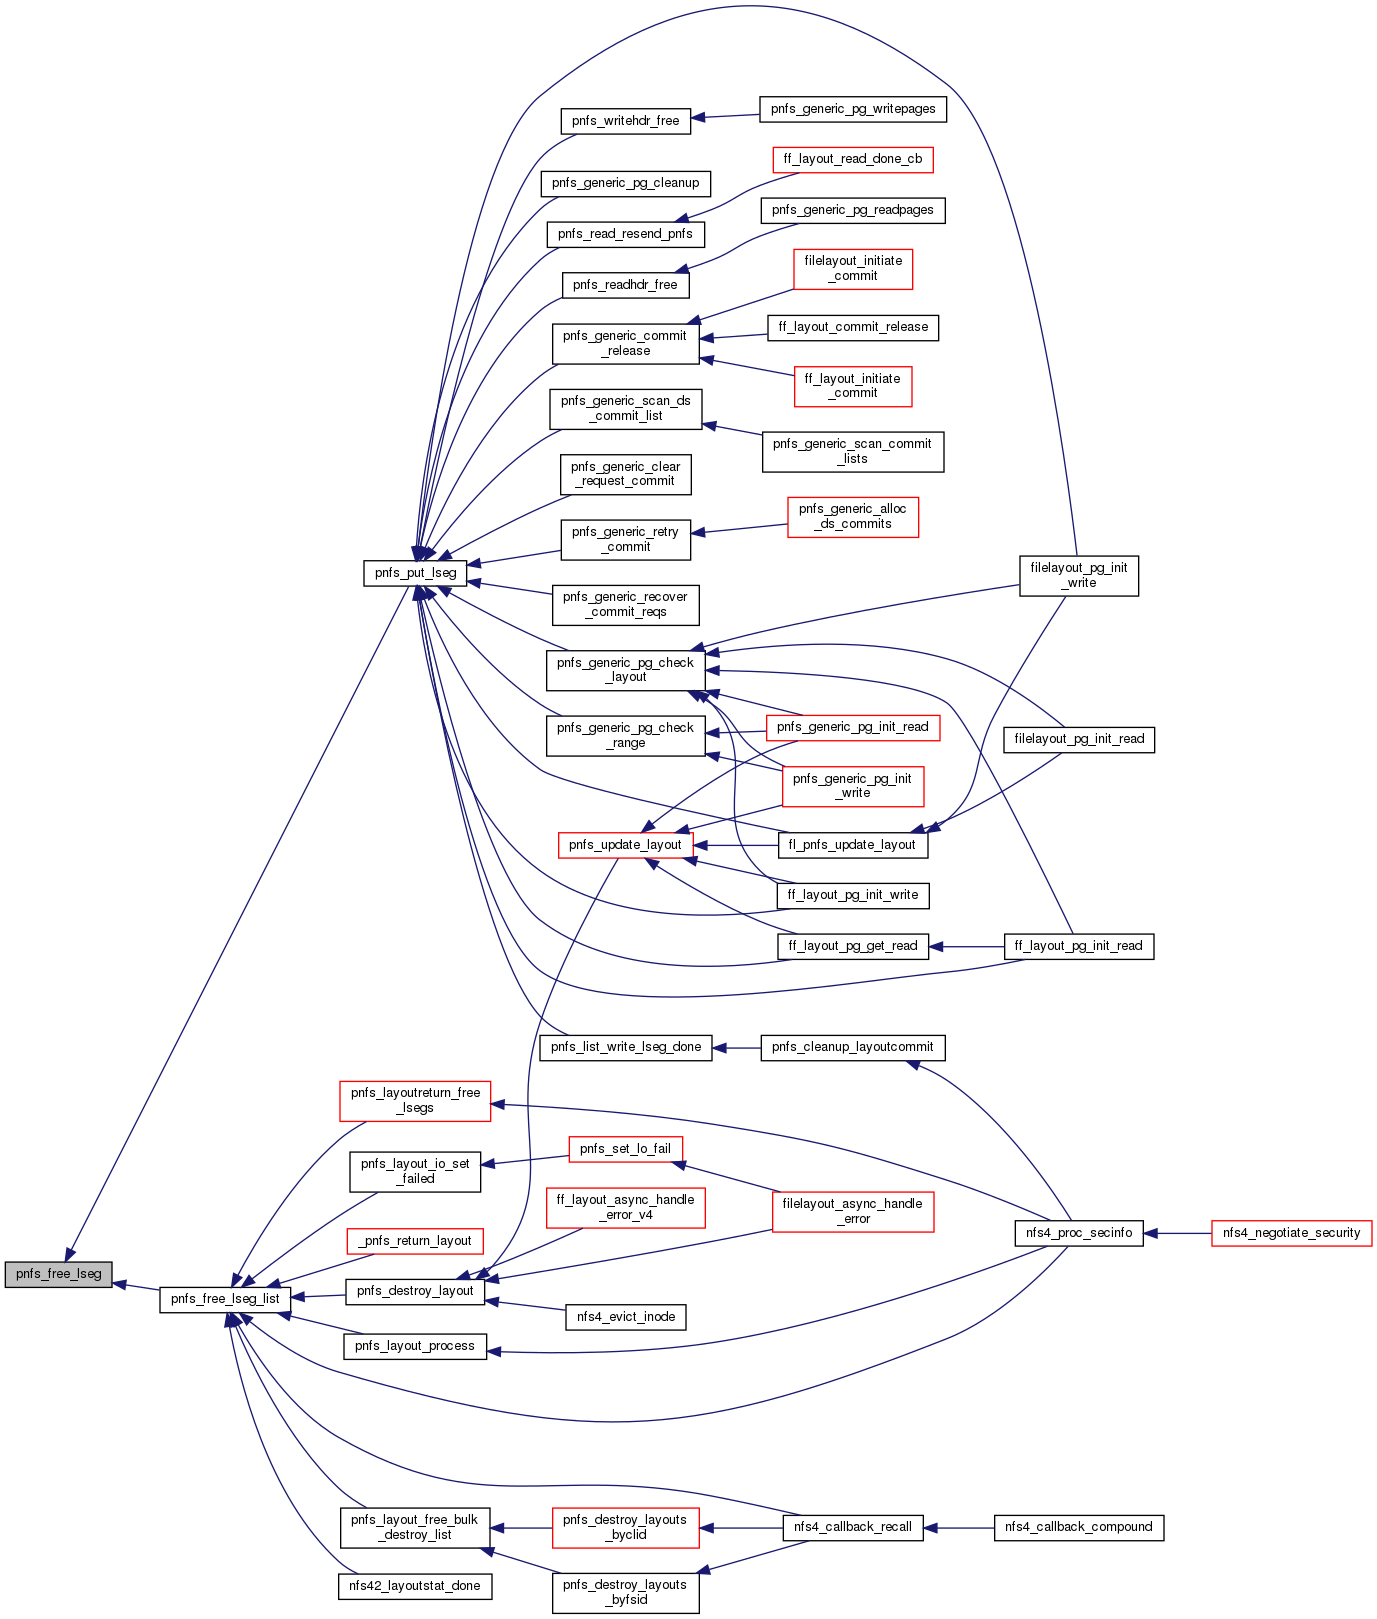 pnfs_generic_pg_writepages
pnfs_writehdr_free
ff_layout_read_done_cb
pnfs_generic_pg_cleanup
pnfs_generic_pg_readpages
pnfs_read_resend_pnfs
filelayout_initiate
_commit
pnfs_readhdr_free
ff_layout_commit_release
pnfs_generic_commit
_release
ff_layout_initiate
_commit
pnfs_generic_scan_ds
_commit_list
pnfs_generic_scan_commit
_lists
pnfs_generic_clear
_request_commit
pnfs_generic_alloc
_ds_commits
pnfs_generic_retry
_commit
pnfs_put_lseg
filelayout_pg_init
_write
pnfs_generic_recover
_commit_reqs
pnfs_generic_pg_check
_layout
pnfs_generic_pg_check
_range
pnfs_generic_pg_init_read
filelayout_pg_init_read
pnfs_generic_pg_init
_write
pnfs_update_layout
fl_pnfs_update_layout
ff_layout_pg_init_write
ff_layout_pg_get_read
ff_layout_pg_init_read
pnfs_list_write_lseg_done
pnfs_cleanup_layoutcommit
pnfs_layoutreturn_free
_lsegs
pnfs_set_lo_fail
pnfs_layout_io_set
_failed
ff_layout_async_handle
_error_v4
filelayout_async_handle
_error
nfs4_proc_secinfo
nfs4_negotiate_security
_pnfs_return_layout
pnfs_free_lseg
pnfs_destroy_layout
pnfs_free_lseg_list
nfs4_evict_inode
pnfs_layout_process
pnfs_layout_free_bulk
_destroy_list
pnfs_destroy_layouts
_byclid
nfs4_callback_recall
nfs4_callback_compound
nfs42_layoutstat_done
pnfs_destroy_layouts
_byfsid